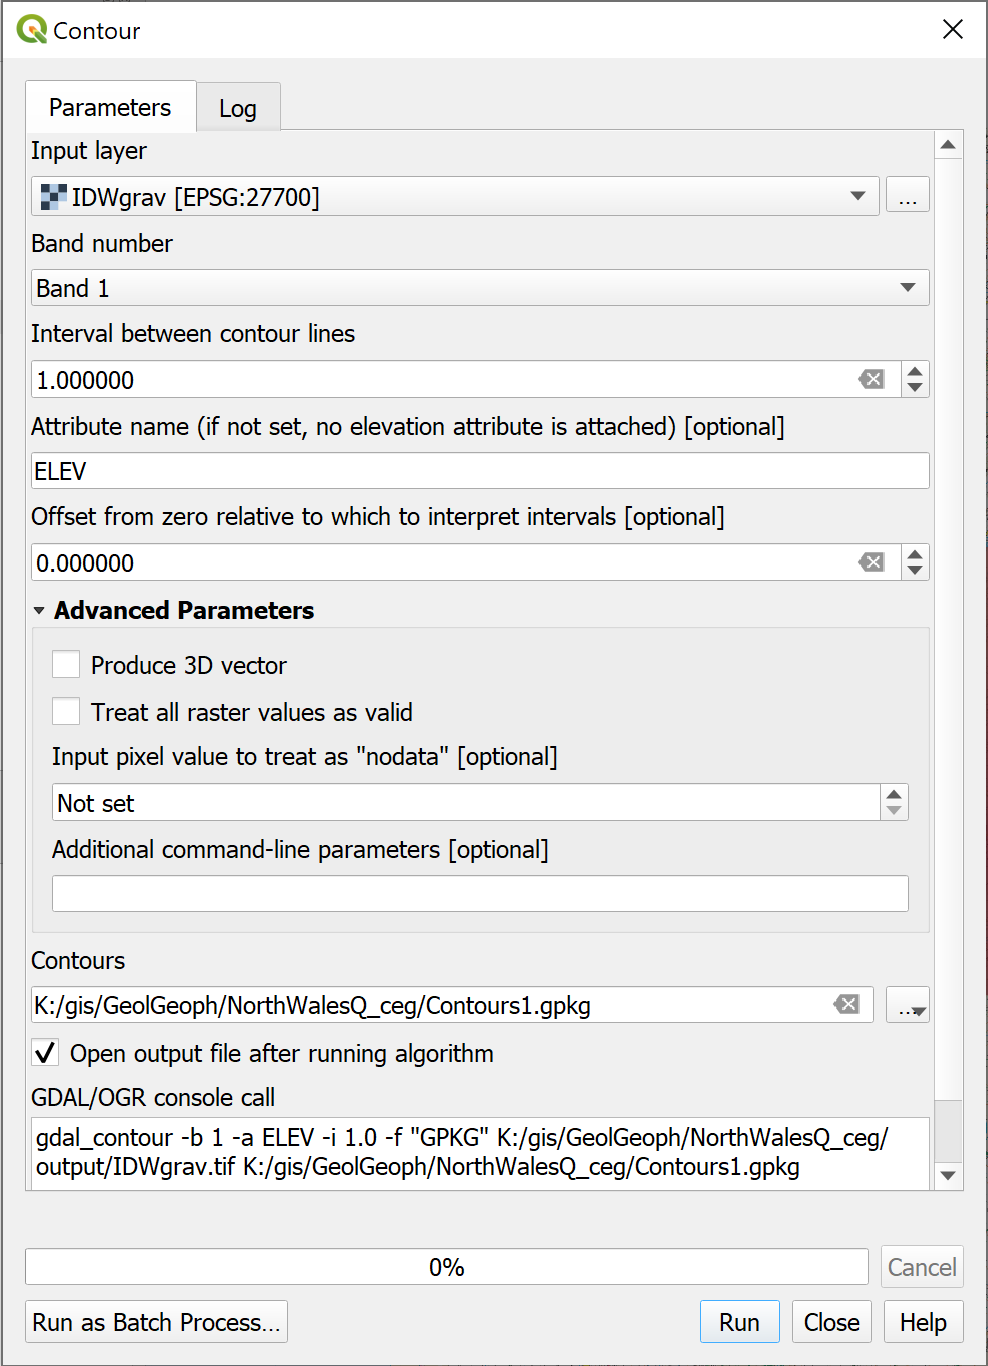 Contour
Parameters
Log
Input layer
IDWgrav [EPSG:27700]
...
Band number
Band 1
Interval between contour lines
1.000000
Attribute name (if not set, no elevation attribute is attached) [optional]
ELEV
Offset from zero relative to which to interpret intervals [optional]
0.000000
Advanced Parameters
Produce 3D vector
Treat all raster values as valid
Input pixel value to treat as "nodata" [optional]
Not set
Additional command-line parameters [optional]
Contours
K:/gis/GeolGeoph/NorthWalesQ_ceg/Contours1.gpkg
...
Open output file after running algorithm
GDAL/OGR console call
gdal_contour -b 1 -a ELEV -i 1.0 -f "GPKG" K:/gis/GeolGeoph/NorthWalesQ_ceg/
output/IDWgrav.tif K:/gis/GeolGeoph/NorthWalesQ_ceg/Contours1.gpkg
0%
Cancel
Run as Batch Process...
Run
Close
Help